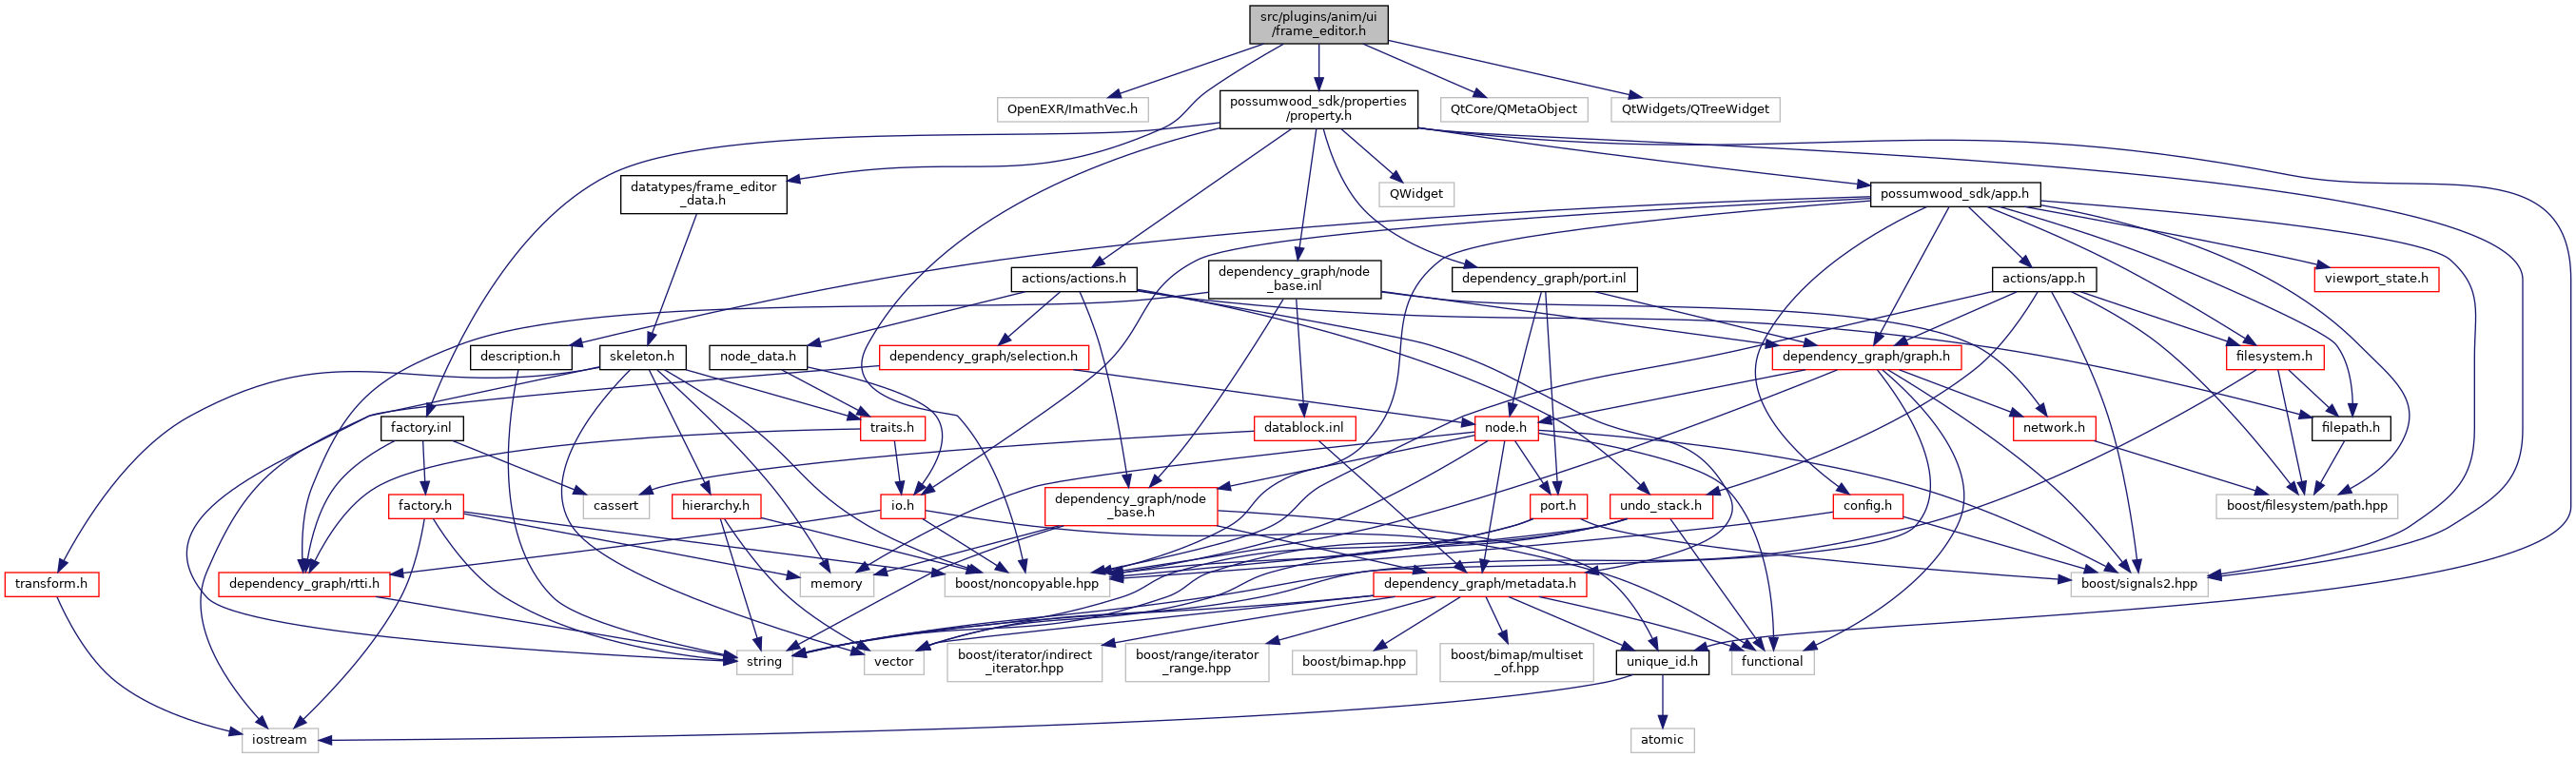 src/plugins/anim/ui
/frame_editor.h
OpenEXR/ImathVec.h
possumwood_sdk/properties
/property.h
QtCore/QMetaObject
QtWidgets/QTreeWidget
datatypes/frame_editor
_data.h
QWidget
possumwood_sdk/app.h
actions/actions.h
dependency_graph/node
_base.inl
dependency_graph/port.inl
actions/app.h
viewport_state.h
description.h
skeleton.h
node_data.h
dependency_graph/selection.h
dependency_graph/graph.h
filesystem.h
factory.inl
traits.h
datablock.inl
node.h
network.h
filepath.h
factory.h
cassert
hierarchy.h
io.h
dependency_graph/node
_base.h
port.h
undo_stack.h
config.h
boost/filesystem/path.hpp
transform.h
dependency_graph/rtti.h
memory
boost/noncopyable.hpp
dependency_graph/metadata.h
boost/signals2.hpp
string
vector
boost/iterator/indirect
_iterator.hpp
boost/range/iterator
_range.hpp
boost/bimap.hpp
boost/bimap/multiset
_of.hpp
unique_id.h
functional
iostream
atomic